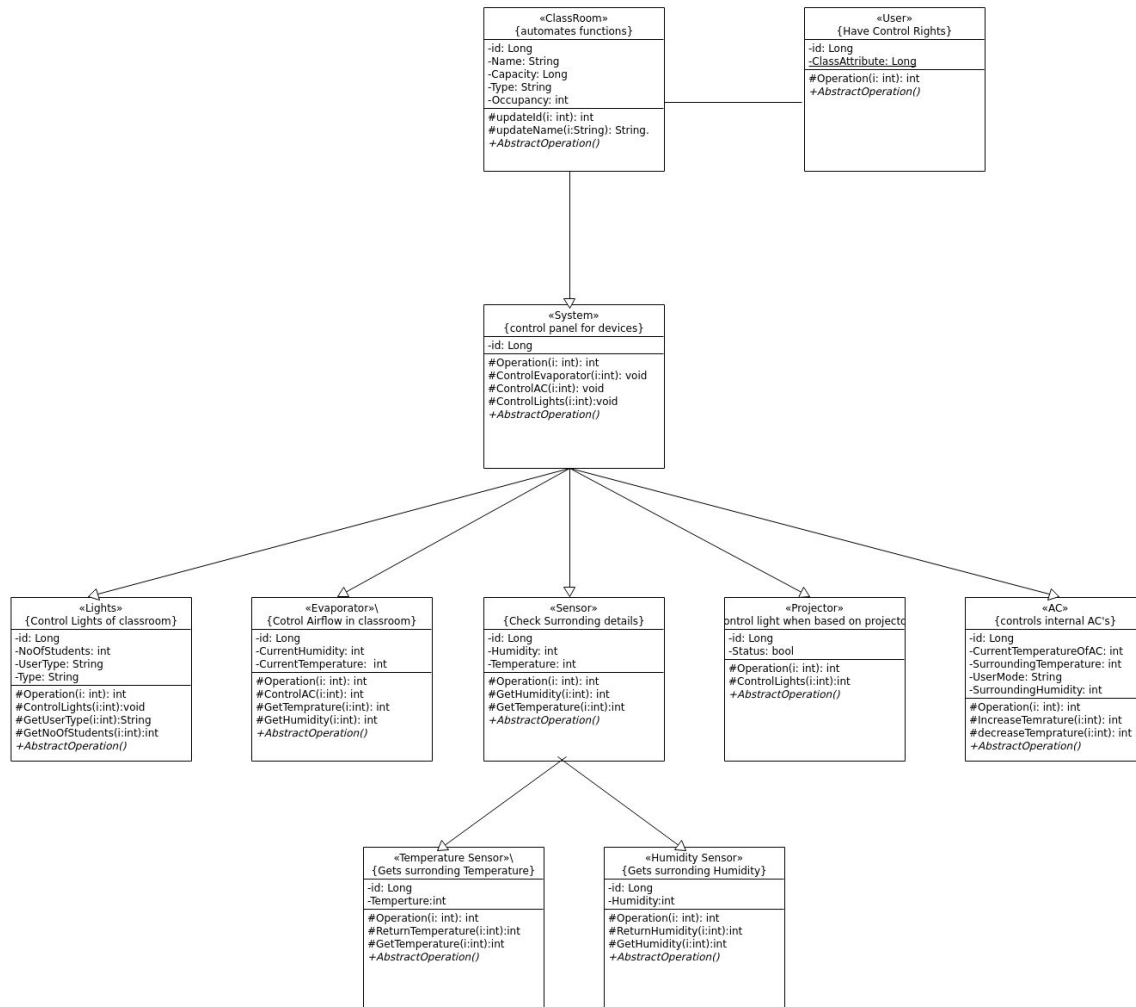 «ClassRoom»
{automates functions}
-id: Long
-Name: String
-Capacity: Long
-Type: String
-Occupancy: int
#updateId(i: int): int
#updateName(i:String): String.
+AbstractOperation()
«User»
{Have Control Rights}
-id: Long
-ClassAttribute: Long
#Operation(i: int): int
+AbstractOperation()
«System»
{control panel for devices}
-id: Long
#Operation(i: int): int
#ControlEvaporator(i:int): void
#ControlAC(i:int): void
#ControlLights(i:int):void
+AbstractOperation()
«Lights»
{Control Lights of classroom}
-id: Long
-NoOfStudents: int
-UserType: String
-Type: String
#Operation(i: int): int
#ControlLights(i:int):void
#GetUserType(i:int):String
#GetNoOfStudents(i:int):int
+AbstractOperation()
«Evaporator»\
{Cotrol Airflow in classroom}
-id: Long
-CurrentHumidity: int
-CurrentTemperature:  int
#Operation(i: int): int
#ControlAC(i:int): int
#GetTemprature(i:int): int
#GetHumidity(i:int): int
+AbstractOperation()
«Sensor»
{Check Surronding details}
-id: Long
-Humidity: int
-Temperature: int
#Operation(i: int): int
#GetHumidity(i:int): int
#GetTemperature(i:int):int
+AbstractOperation()
«Projector»
ontrol light when based on projecto
-id: Long
-Status: bool
#Operation(i: int): int
#ControlLights(i:int):int
+AbstractOperation()
«AC»
{controls internal AC's}
-id: Long
-CurrentTemperatureOfAC: int
-SurroundingTemperature: int
-UserMode: String
-SurroundingHumidity: int
#Operation(i: int): int
#IncreaseTemrature(i:int): int
#decreaseTemprature(i:int): int
+AbstractOperation()
«Temperature Sensor»\
{Gets surronding Temperature}
-id: Long
-Temperture:int
#Operation(i: int): int
#ReturnTemperature(i:int):int
#GetTemperature(i:int):int
+AbstractOperation()
«Humidity Sensor»
{Gets surronding Humidity}
-id: Long
-Humidity:int
#Operation(i: int): int
#ReturnHumidity(i:int):int
#GetHumidity(i:int):int
+AbstractOperation()